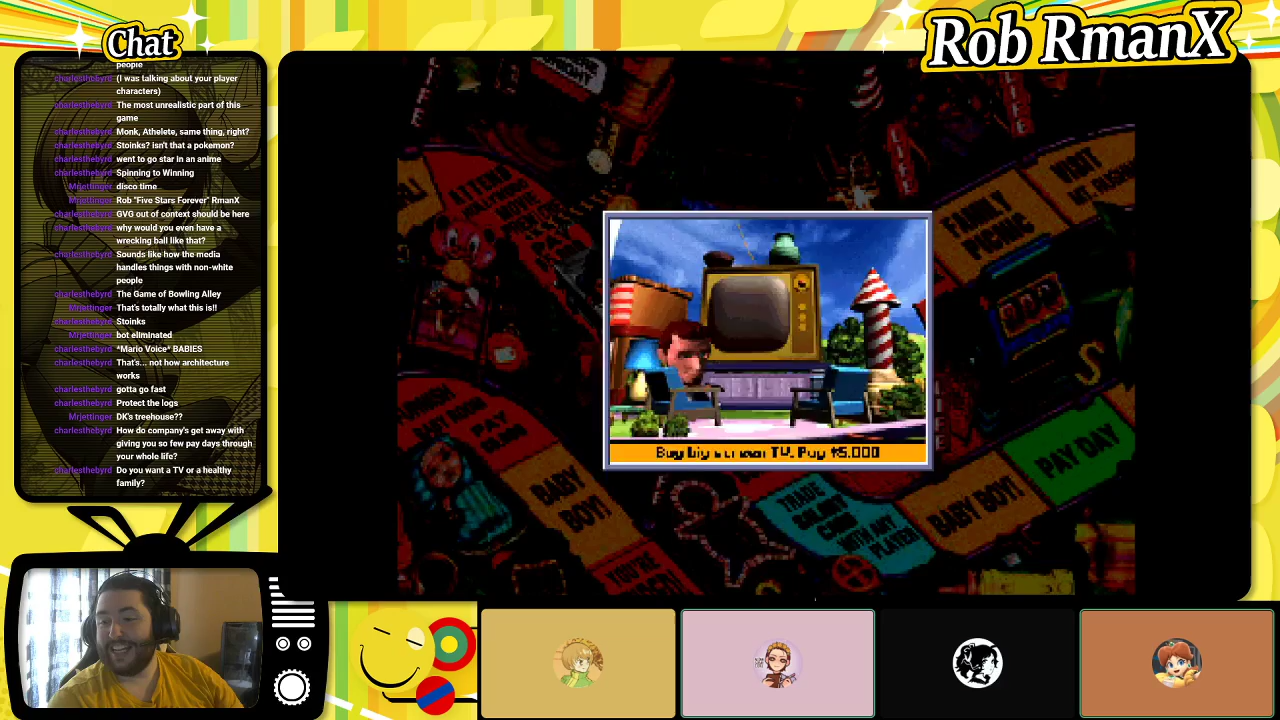 Chat
Rob RmanX
people
charlesthebyrd (I was talking about your player
characters)
charlesthebyrd The most unrealistic part of this
game
charlesthebyrd Monk, Athelete, same thing, right?
charlesthebyrd Stoinks? isn't that a pokemon?
charlesthebyrd went to go star in an anime
charlesthebyrd Spinning to Winning
Mrjettinger disco time
Mrjettinger Rob "Five Stars Forever" RmanX
charlesthebyrd GVG out of context should be here
charlesthebyrd why would you even have a
wrecking ball like that?
charlesthebyrd Sounds like how the media
handles things with non-white
people
charlesthebyrd The Game of Bowling Alley
Mrjettinger That's totally what this is!!
charlesthebyrd Stoinks
Mrjettinger bot eliminated
charlesthebyrd *Mario Voice* BABIES
charlesthebyrd That's... not how architecture
works
charlesthebyrd gotta go fast
charlesthebyrd Protect the logs
Mrjettinger DK's treehouse??
charlesthebyrd How do company's get away with
giving you so few pay days through
your whole life?
charlesthebyrd Do you want a TV or a healthy
family?
Buy big screen TV. Pay $5,000
BABY
BOY!
YOU'RE
FIRED!
TRADE
SALARY
CARD
WITH ANY
PLAYER
BABY BOY!
PAY DAY